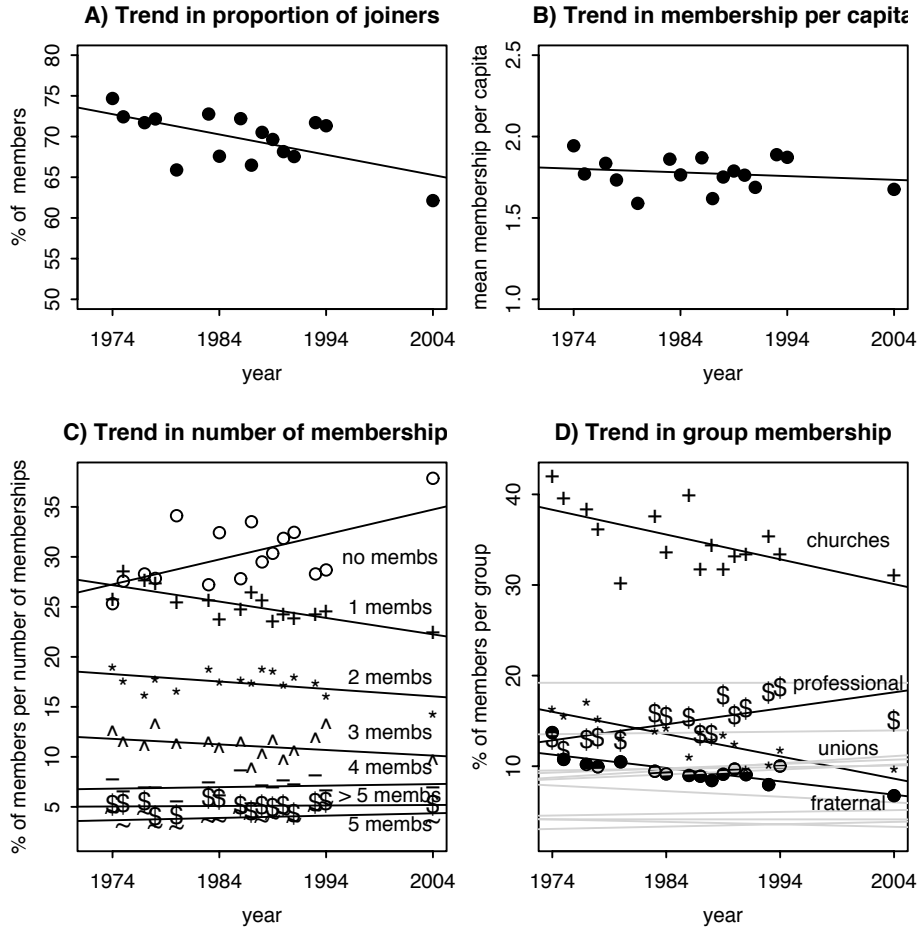 A) Trend in proportion of joiners
% of members
80
75
70
65
60
55
50
1974
1984
1994
2004
year
B) Trend in membership per capita
mean membership per capita
2.5
2.0
1.5
1.0
1974
1984
1994
2004
year
C) Trend in number of membership
% of members per number of memberships
35
30
25
20
15
10
5
no membs
1 membs
2 membs
3 membs
4 membs
> 5 membs
5 membs
1974
1984
1994
2004
year
D) Trend in group membership
% of members per group
40
30
20
10
churches
professional
unions
fraternal
1974
1984
1994
2004
year